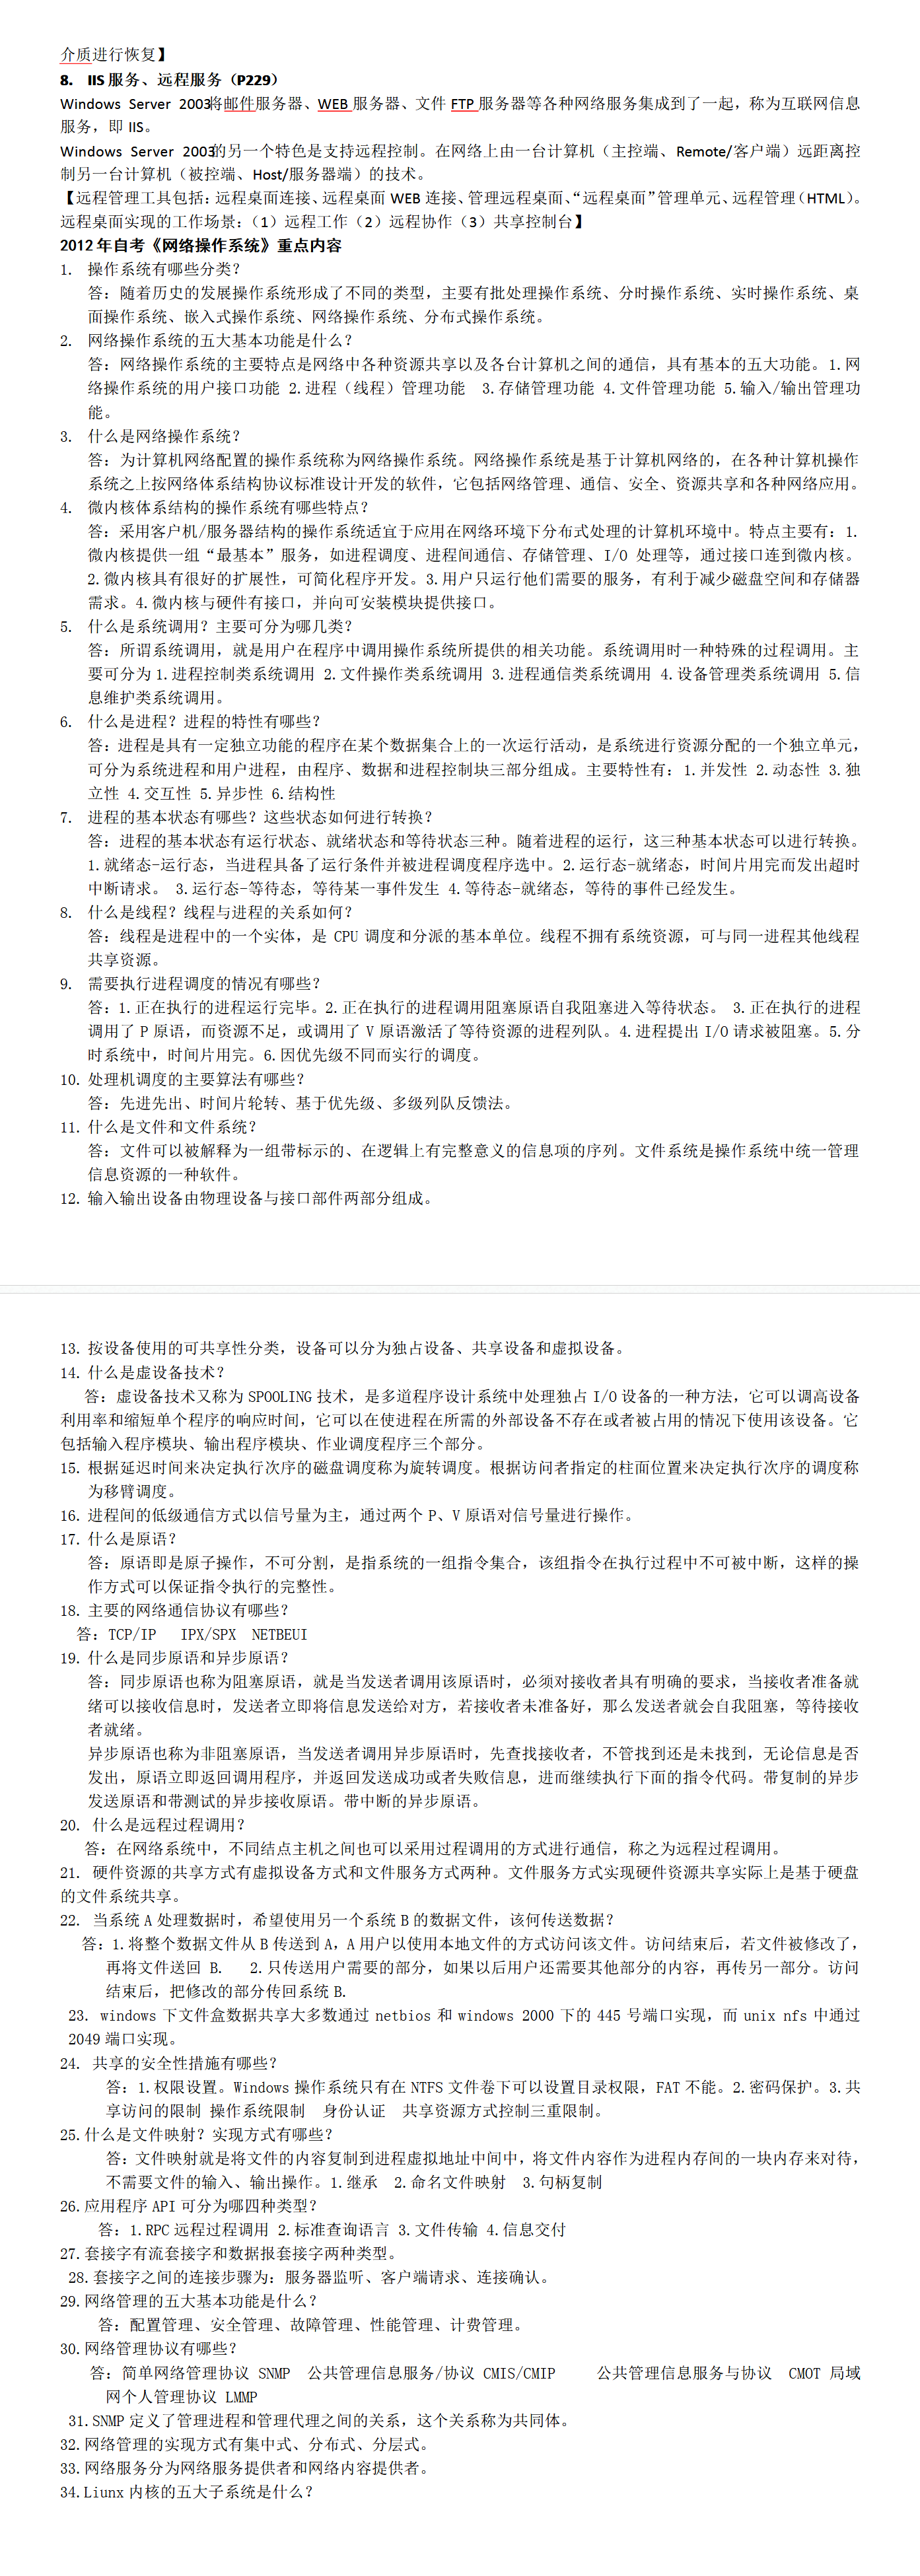 介质进行恢复】
8. IIS 服务、远程服务（P229）
Windows Server 2003将邮件服务器、WEB 服务器、文件 FTP 服务器等各种网络服务集成到了一起，称为互联网信息
服务，即 IIS。
Windows Server 2003的另一个特色是支持远程控制。在网络上由一台计算机（主控端、Remote/客户端）远距离控
制另一台计算机（被控端、Host/服务器端）的技术。
【远程管理工具包括：远程桌面连接、远程桌面 WEB 连接、管理远程桌面、“远程桌面”管理单元、远程管理（HTML）。
远程桌面实现的工作场景：（1）远程工作（2）远程协作（3）共享控制台】
2012 年自考《网络操作系统》重点内容
1. 操作系统有哪些分类？
答：随着历史的发展操作系统形成了不同的类型，主要有批处理操作系统、分时操作系统、实时操作系统、桌
面操作系统、嵌入式操作系统、网络操作系统、分布式操作系统。
2. 网络操作系统的五大基本功能是什么？
答：网络操作系统的主要特点是网络中各种资源共享以及各台计算机之间的通信，具有基本的五大功能。1.网
络操作系统的用户接口功能 2.进程（线程）管理功能 3.存储管理功能 4.文件管理功能 5.输入/输出管理功
能。
3. 什么是网络操作系统？
答：为计算机网络配置的操作系统称为网络操作系统。网络操作系统是基于计算机网络的，在各种计算机操作
系统之上按网络体系结构协议标准设计开发的软件，它包括网络管理、通信、安全、资源共享和各种网络应用。
4. 微内核体系结构的操作系统有哪些特点？
答：采用客户机/服务器结构的操作系统适宜于应用在网络环境下分布式处理的计算机环境中。特点主要有：1.
微内核提供一组“最基本”服务，如进程调度、进程间通信、存储管理、I/O 处理等，通过接口连到微内核。
2.微内核具有很好的扩展性，可简化程序开发。3.用户只运行他们需要的服务，有利于减少磁盘空间和存储器
需求。4.微内核与硬件有接口，并向可安装模块提供接口。
5. 什么是系统调用？主要可分为哪几类？
答：所谓系统调用，就是用户在程序中调用操作系统所提供的相关功能。系统调用时一种特殊的过程调用。主
要可分为 1.进程控制类系统调用 2.文件操作类系统调用 3.进程通信类系统调用 4.设备管理类系统调用 5.信
息维护类系统调用。
6. 什么是进程？进程的特性有哪些？
答：进程是具有一定独立功能的程序在某个数据集合上的一次运行活动，是系统进行资源分配的一个独立单元，
可分为系统进程和用户进程，由程序、数据和进程控制块三部分组成。主要特性有：1.并发性 2.动态性 3.独
立性 4.交互性 5.异步性 6.结构性
7. 进程的基本状态有哪些？这些状态如何进行转换？
答：进程的基本状态有运行状态、就绪状态和等待状态三种。随着进程的运行，这三种基本状态可以进行转换。
1.就绪态-运行态，当进程具备了运行条件并被进程调度程序选中。2.运行态-就绪态，时间片用完而发出超时
中断请求。 3.运行态-等待态，等待某一事件发生 4.等待态-就绪态，等待的事件已经发生。
8. 什么是线程？线程与进程的关系如何？
答：线程是进程中的一个实体，是 CPU 调度和分派的基本单位。线程不拥有系统资源，可与同一进程其他线程
共享资源。
9. 需要执行进程调度的情况有哪些？
答：1.正在执行的进程运行完毕。2.正在执行的进程调用阻塞原语自我阻塞进入等待状态。 3.正在执行的进程
调用了 P 原语，而资源不足，或调用了 V 原语激活了等待资源的进程列队。4.进程提出 I/O 请求被阻塞。5.分
时系统中，时间片用完。6.因优先级不同而实行的调度。
10. 处理机调度的主要算法有哪些？
答：先进先出、时间片轮转、基于优先级、多级列队反馈法。
11. 什么是文件和文件系统？
答：文件可以被解释为一组带标示的、在逻辑上有完整意义的信息项的序列。文件系统是操作系统中统一管理
信息资源的一种软件。
12. 输入输出设备由物理设备与接口部件两部分组成。
13. 按设备使用的可共享性分类，设备可以分为独占设备、共享设备和虚拟设备。
14. 什么是虚设备技术？
答：虚设备技术又称为 SPOOLING 技术，是多道程序设计系统中处理独占 I/O 设备的一种方法，它可以调高设备
利用率和缩短单个程序的响应时间，它可以在使进程在所需的外部设备不存在或者被占用的情况下使用该设备。它
包括输入程序模块、输出程序模块、作业调度程序三个部分。
15. 根据延迟时间来决定执行次序的磁盘调度称为旋转调度。根据访问者指定的柱面位置来决定执行次序的调度称
为移臂调度。
16. 进程间的低级通信方式以信号量为主，通过两个 P、V 原语对信号量进行操作。
17. 什么是原语？
答：原语即是原子操作，不可分割，是指系统的一组指令集合，该组指令在执行过程中不可被中断，这样的操
作方式可以保证指令执行的完整性。
18. 主要的网络通信协议有哪些？
答：TCP/IP IPX/SPX NETBEUI
19. 什么是同步原语和异步原语？
答：同步原语也称为阻塞原语，就是当发送者调用该原语时，必须对接收者具有明确的要求，当接收者准备就
绪可以接收信息时，发送者立即将信息发送给对方，若接收者未准备好，那么发送者就会自我阻塞，等待接收
者就绪。
异步原语也称为非阻塞原语，当发送者调用异步原语时，先查找接收者，不管找到还是未找到，无论信息是否
发出，原语立即返回调用程序，并返回发送成功或者失败信息，进而继续执行下面的指令代码。带复制的异步
发送原语和带测试的异步接收原语。带中断的异步原语。
20. 什么是远程过程调用？
答：在网络系统中，不同结点主机之间也可以采用过程调用的方式进行通信，称之为远程过程调用。
21. 硬件资源的共享方式有虚拟设备方式和文件服务方式两种。文件服务方式实现硬件资源共享实际上是基于硬盘
的文件系统共享。
22. 当系统 A 处理数据时，希望使用另一个系统 B 的数据文件，该何传送数据？
答：1.将整个数据文件从 B 传送到 A，A 用户以使用本地文件的方式访问该文件。访问结束后，若文件被修改了，
再将文件送回 B. 2.只传送用户需要的部分，如果以后用户还需要其他部分的内容，再传另一部分。访问
结束后，把修改的部分传回系统 B.
23. windows 下文件盒数据共享大多数通过 netbios 和 windows 2000 下的 445 号端口实现，而 unix nfs 中通过
2049 端口实现。
24. 共享的安全性措施有哪些？
答：1.权限设置。Windows 操作系统只有在 NTFS 文件卷下可以设置目录权限，FAT 不能。2.密码保护。3.共
享访问的限制 操作系统限制 身份认证 共享资源方式控制三重限制。
25.什么是文件映射？实现方式有哪些？
答：文件映射就是将文件的内容复制到进程虚拟地址中间中，将文件内容作为进程内存间的一块内存来对待，
不需要文件的输入、输出操作。1.继承 2.命名文件映射 3.句柄复制
26.应用程序 API 可分为哪四种类型？
答：1.RPC 远程过程调用 2.标准查询语言 3.文件传输 4.信息交付
27.套接字有流套接字和数据报套接字两种类型。
28.套接字之间的连接步骤为：服务器监听、客户端请求、连接确认。
29.网络管理的五大基本功能是什么？
答：配置管理、安全管理、故障管理、性能管理、计费管理。
30.网络管理协议有哪些？
答：简单网络管理协议 SNMP 公共管理信息服务/协议 CMIS/CMIP 公共管理信息服务与协议 CMOT 局域
网个人管理协议 LMMP
31.SNMP 定义了管理进程和管理代理之间的关系，这个关系称为共同体。
32.网络管理的实现方式有集中式、分布式、分层式。
33.网络服务分为网络服务提供者和网络内容提供者。
34.Liunx 内核的五大子系统是什么？